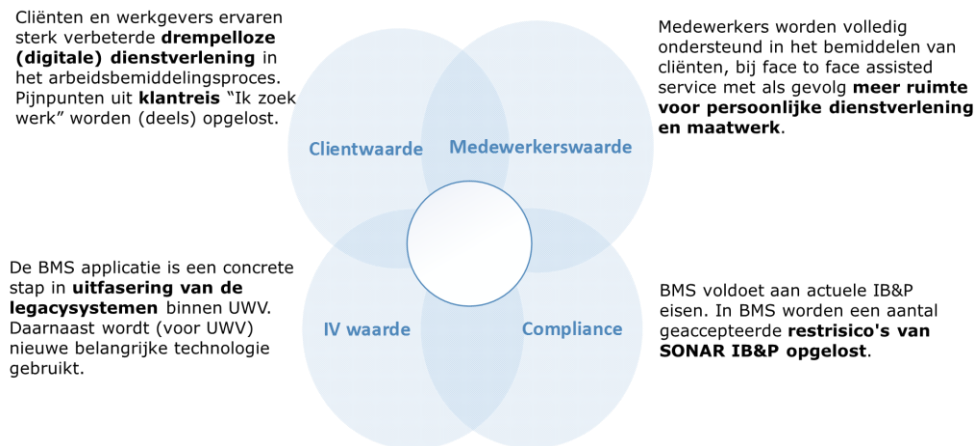 Cliënten en werkgevers ervaren
sterk verbeterde drempelloze
(digitale) dienstverlening in
het arbeidsbemiddelingsproces.
Pijnpunten uit klantreis “Ik zoek
werk” worden (deels) opgelost.
Medewerkers worden volledig
ondersteund in het bemiddelen van
cliënten, bij face to face assisted
service met als gevolg meer ruimte
voor persoonlijke dienstverlening
en maatwerk.
Clientwaarde
Medewerkerswaarde
De BMS applicatie is een concrete
stap in uitfasering van de
legacysystemen binnen UWV.
Daarnaast wordt (voor UWV)
nieuwe belangrijke technologie
gebruikt.
IV waarde
Compliance
BMS voldoet aan actuele IB&P
eisen. In BMS worden een aantal
geaccepteerde restrisico's van
SONAR IB&P opgelost.